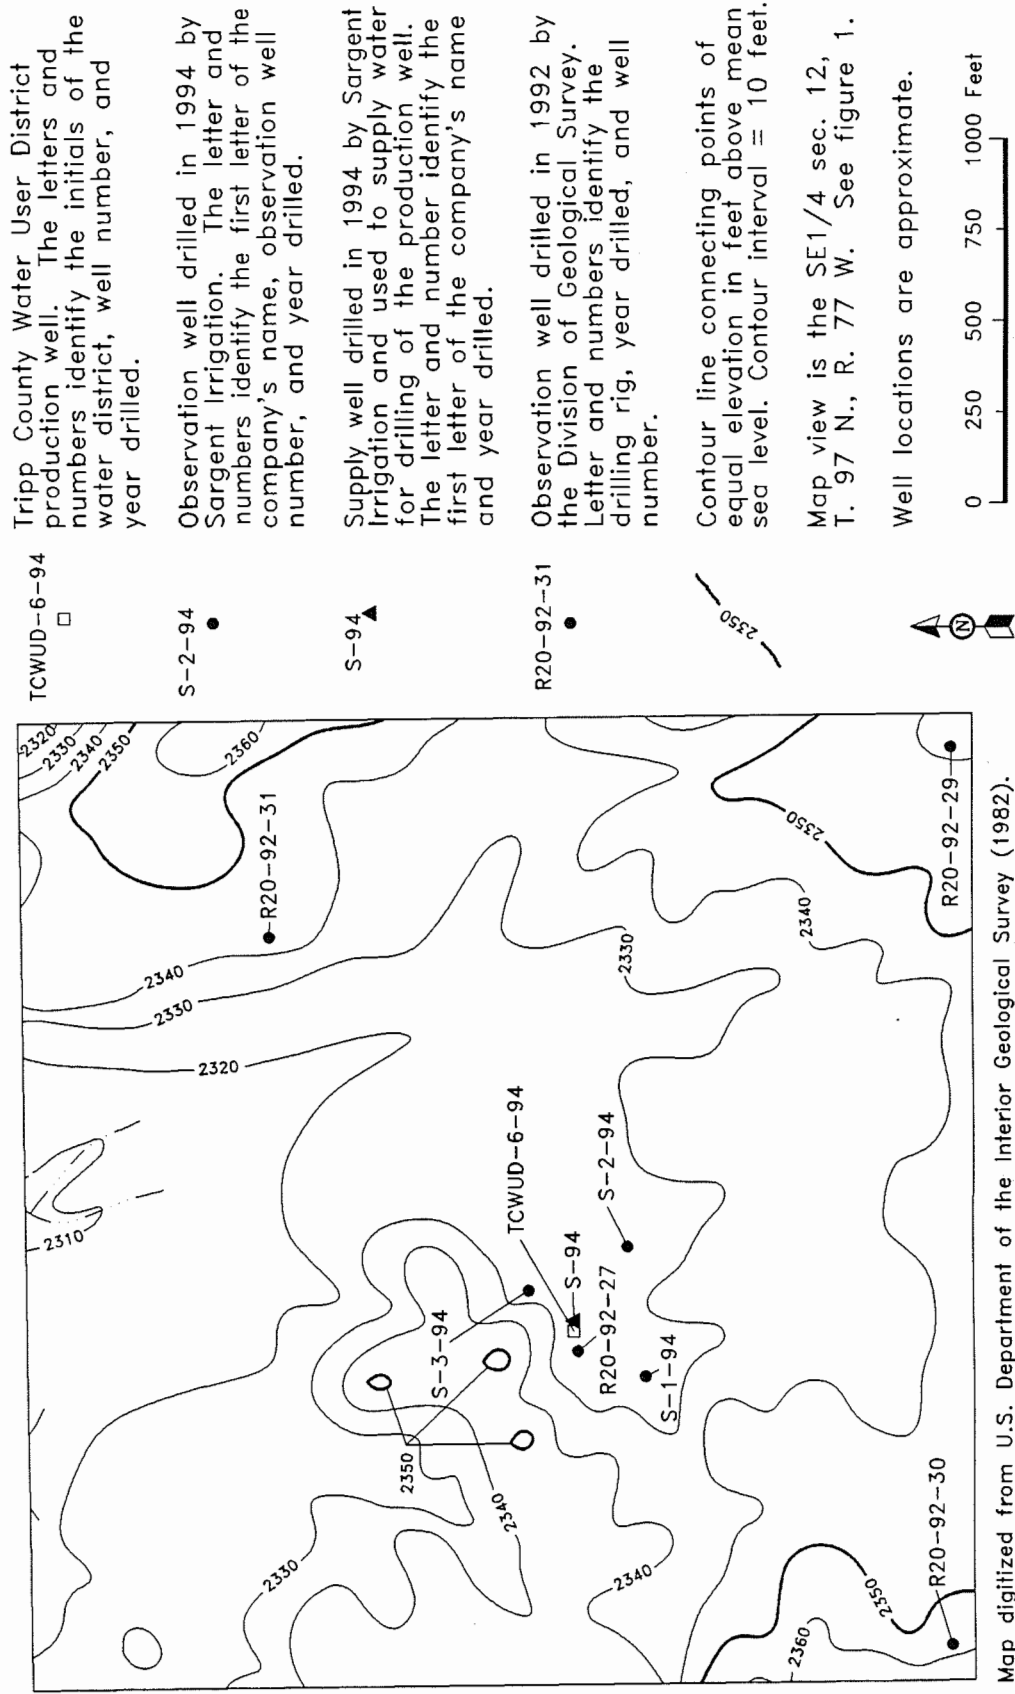 2320
2330
2340
2350
2360
R20-92-31
2340
2330
2320
2310
TCWUD-6-94
S-3-94
S-94
R20-92-27
S-2-94
S-1-94
2350
2340
2330
2340
2330
2340
2350
R20-92-29
2350
2360
R20-92-30
Map digitized from U.S. Department of the Interior Geological Survey (1982).
TCWUD-6-94
Tripp County Water User District
production well. The letters and
numbers identify the initials of the
water district, well number, and
year drilled.
S-2-94
Observation well drilled in 1994 by
Sargent Irrigation. The letter and
numbers identify the first letter of the
company's name, observation well
number, and year drilled.
S-94
Supply well drilled in 1994 by Sargent
Irrigation and used to supply water
for drilling of the production well.
The letter and number identify the
first letter of the company's name
and year drilled.
R20-92-31
Observation well drilled in 1992 by
the Division of Geological Survey.
Letter and numbers identify the
drilling rig, year drilled, and well
number.
2350
Contour line connecting points of
equal elevation in feet above mean
sea level. Contour interval = 10 feet.
Map view is the SE1/4 sec. 12,
T. 97 N., R. 77 W. See figure 1.
Well locations are approximate.
N
0 250 500 750 1000 Feet